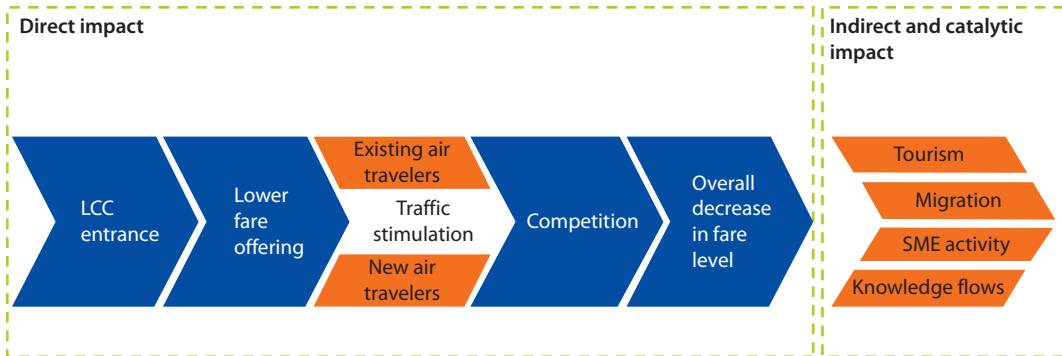 Direct impact
Indirect and catalytic
impact
LCC
entrance
Lower
fare
offering
Existing air
travelers
Traffic
stimulation
New air
travelers
Competition
Overall
decrease
in fare
level
Tourism
Migration
SME activity
Knowledge flows